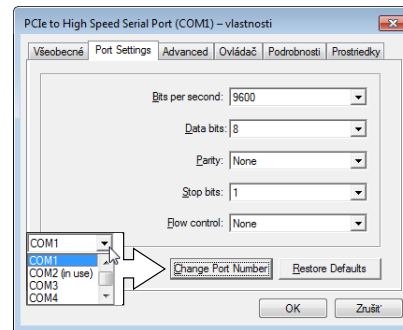 PCIe to High Speed Serial Port (COM1) – vlastnosti
Všeobecné Port Settings Advanced Ovládač Podrobnosti Prostriedky
Bits per second: 9600
Data bits: 8
Parity: None
Stop bits: 1
Flow control: None
COM1
COM1
COM2 (in use)
COM3
COM4
Change Port Number Restore Defaults
OK Zrušiť